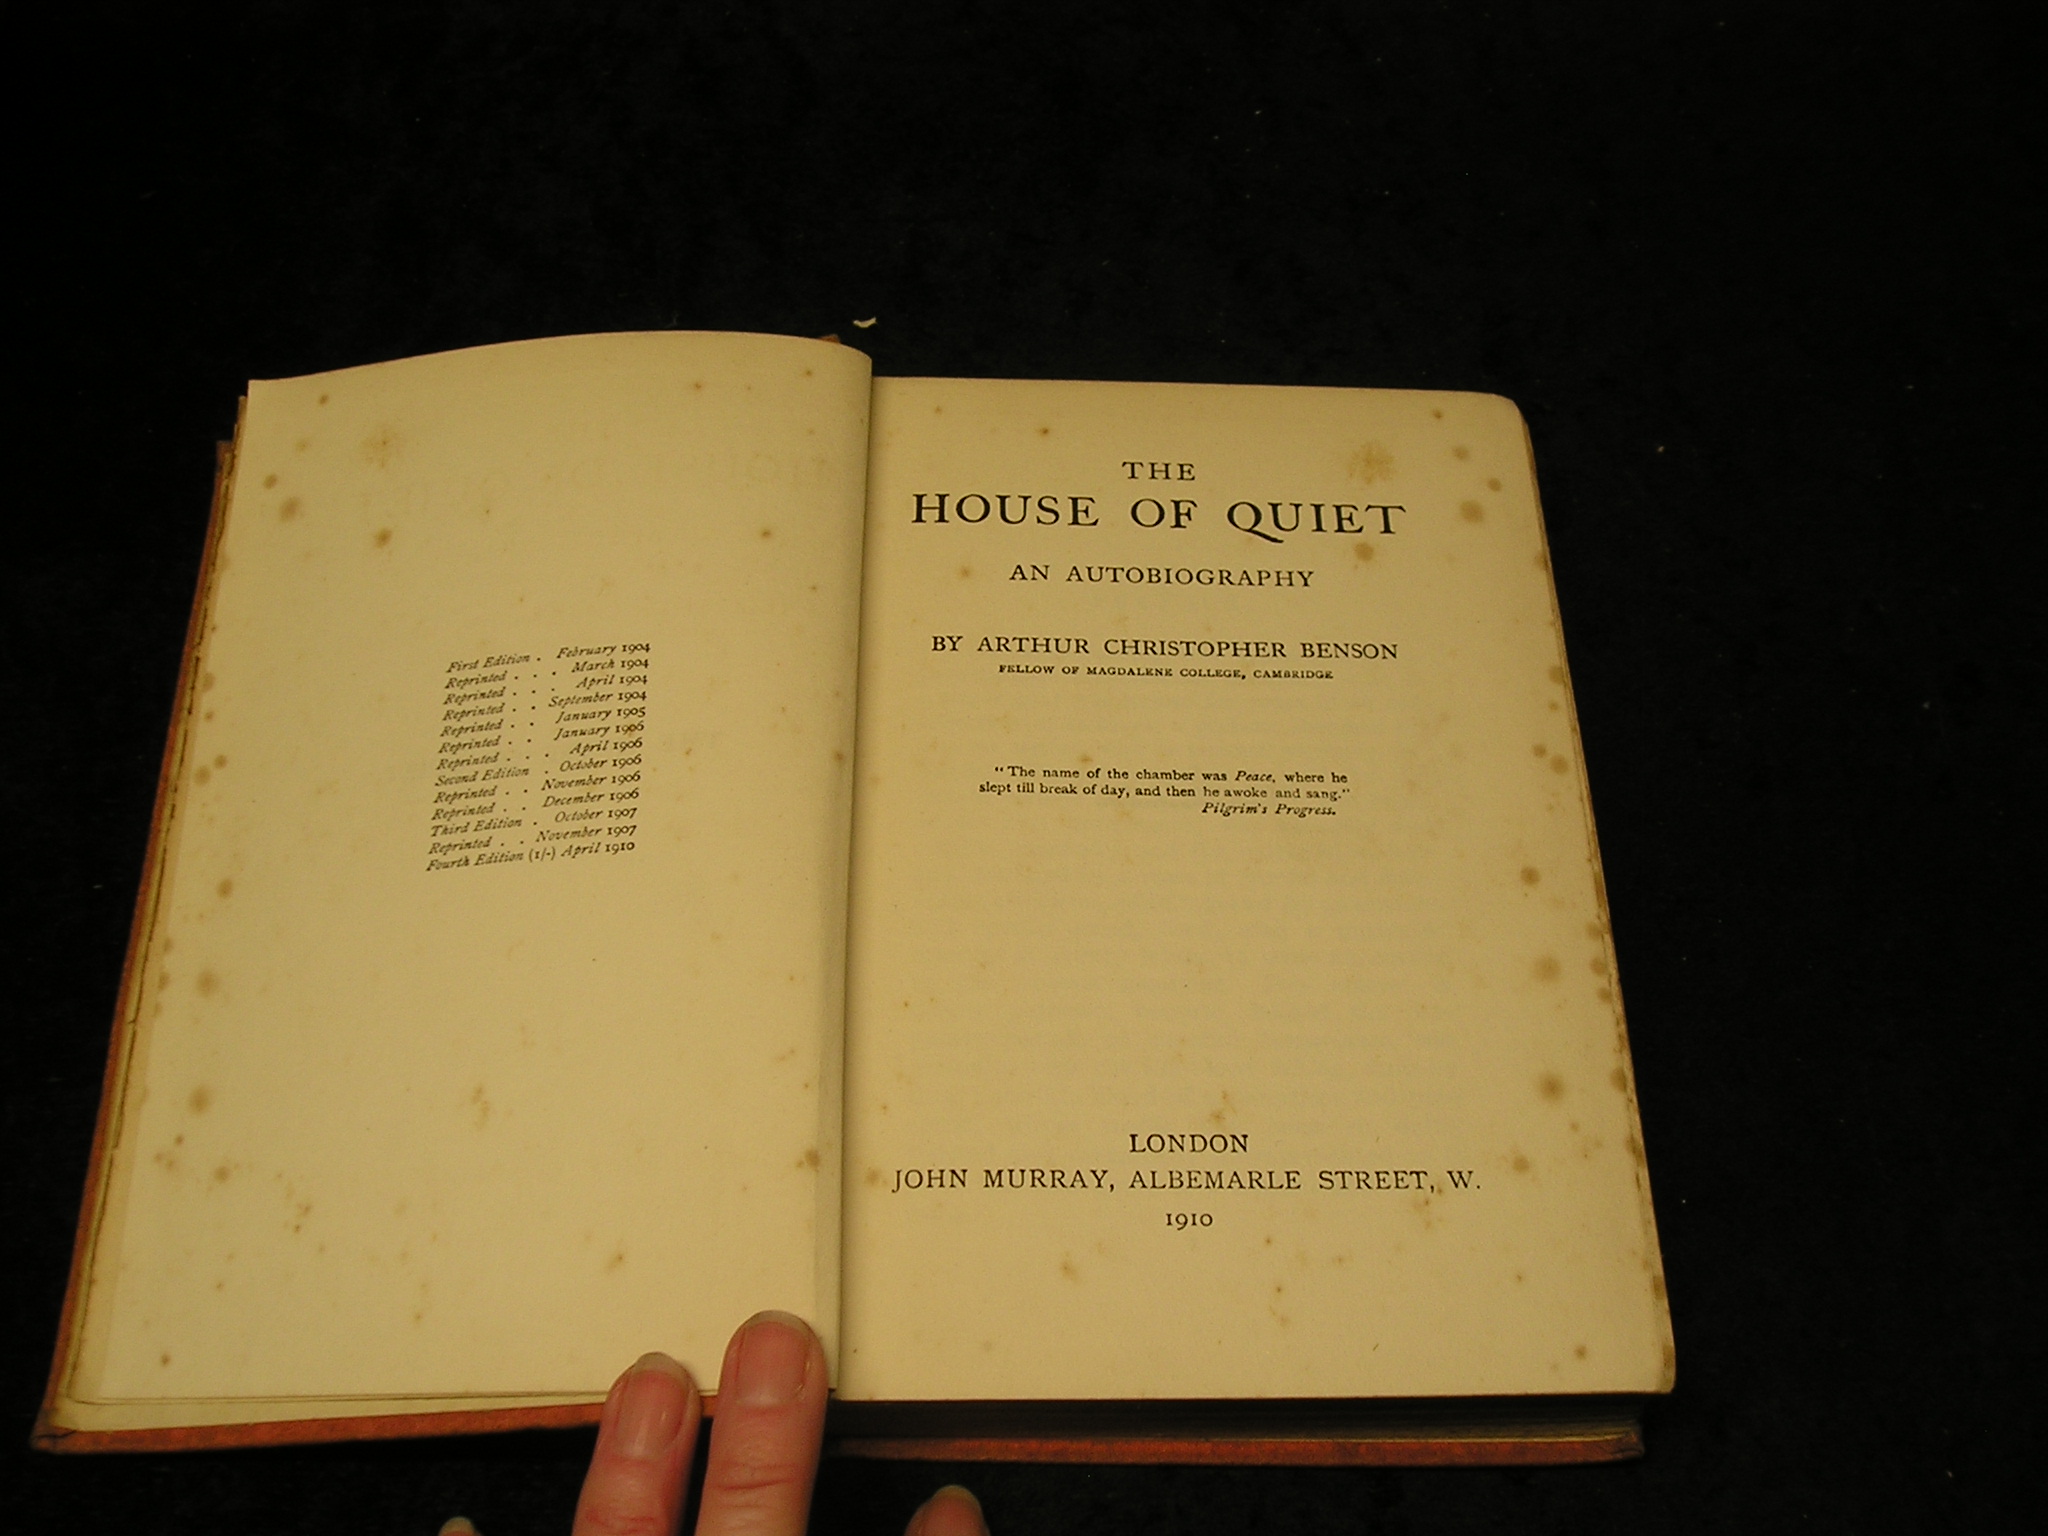 First Edition . February 1904
Reprinted . . . March 1904
Reprinted . . . April 1904
Reprinted . . September 1904
Reprinted . . January 1905
Reprinted . . January 1906
Reprinted . . . April 1906
Second Edition . October 1906
Reprinted . . November 1906
Reprinted . . December 1906
Third Edition . October 1907
Reprinted . . November 1907
Fourth Edition (1/-) April 1910
THE
HOUSE OF QUIET
AN AUTOBIOGRAPHY
BY ARTHUR CHRISTOPHER BENSON
FELLOW OF MAGDALENE COLLEGE, CAMBRIDGE
"The name of the chamber was Peace, where he
slept till break of day, and then he awoke and sang."
Pilgrim's Progress.
LONDON
JOHN MURRAY, ALBEMARLE STREET, W.
1910